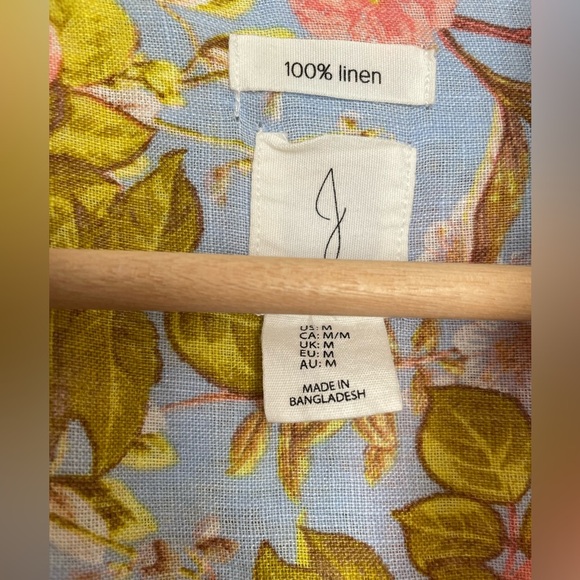 100% linen
J
US: M
CA: M/M
UK: M
EU: M
AU: M
MADE IN
BANGLADESH